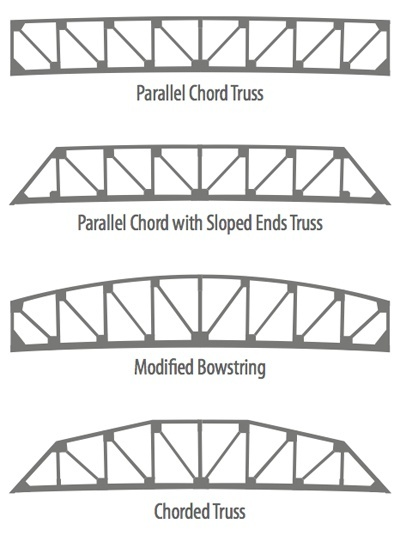 Parallel Chord Truss
Parallel Chord with Sloped Ends Truss
Modified Bowstring
Chorded Truss